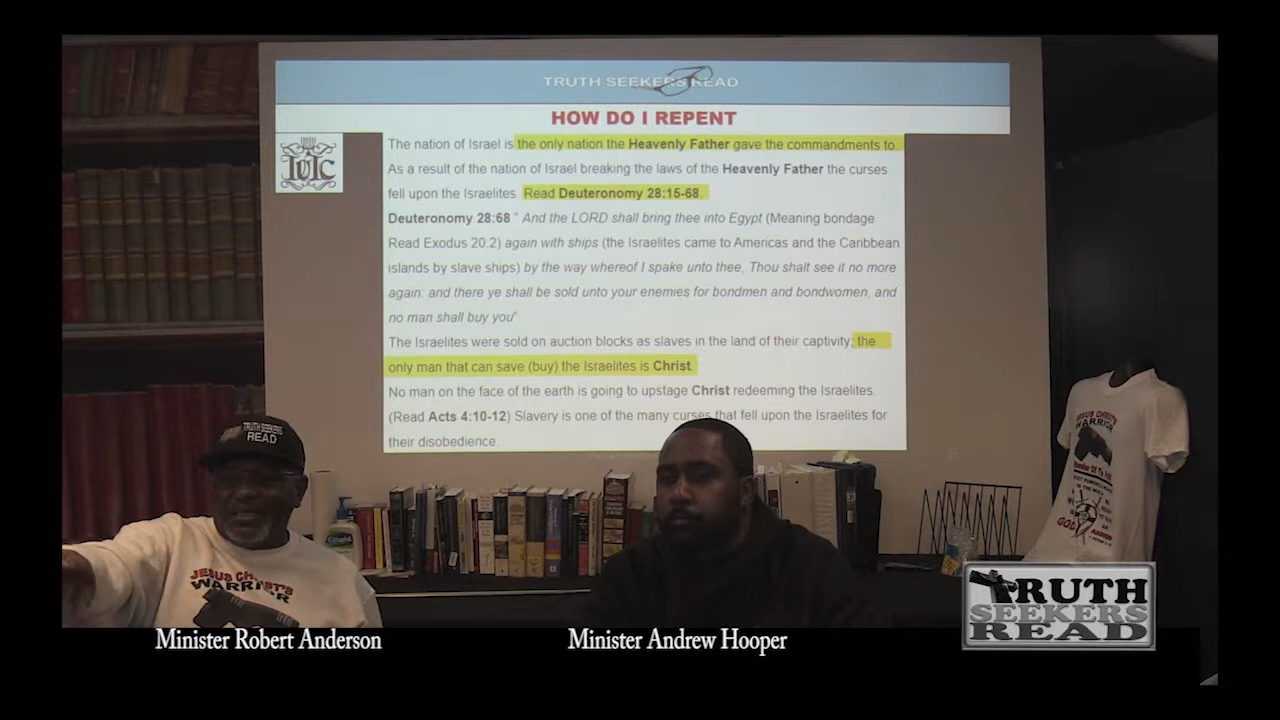 TRUTH SEEKERS READ
HOW DO I REPENT
The nation of Israel is the only nation the Heavenly Father gave the commandments to.
As a result of the nation of Israel breaking the laws of the Heavenly Father the curses
fell upon the Israelites. Read Deuteronomy 28:15-68.
Deuteronomy 28:68 " And the LORD shall bring thee into Egypt (Meaning bondage
Read Exodus 20:2) again with ships (the Israelites came to Americas and the Caribbean
islands by slave ships) by the way whereof I spake unto thee, Thou shalt see it no more
again: and there ye shall be sold unto your enemies for bondmen and bondwomen, and
no man shall buy you"
The Israelites were sold on auction blocks as slaves in the land of their captivity; the
only man that can save (buy) the Israelites is Christ.
No man on the face of the earth is going to upstage Christ redeeming the Israelites.
(Read Acts 4:10-12) Slavery is one of the many curses that fell upon the Israelites for
their disobedience.
IUIC
TRUTH SEEKERS
READ
JESUS CHRIST'S
WARRIOR
JESUS CHRIST'S
WARRIOR
GOD
Cetaphil
Minister Robert Anderson
Minister Andrew Hooper
TRUTH
SEEKERS
READ